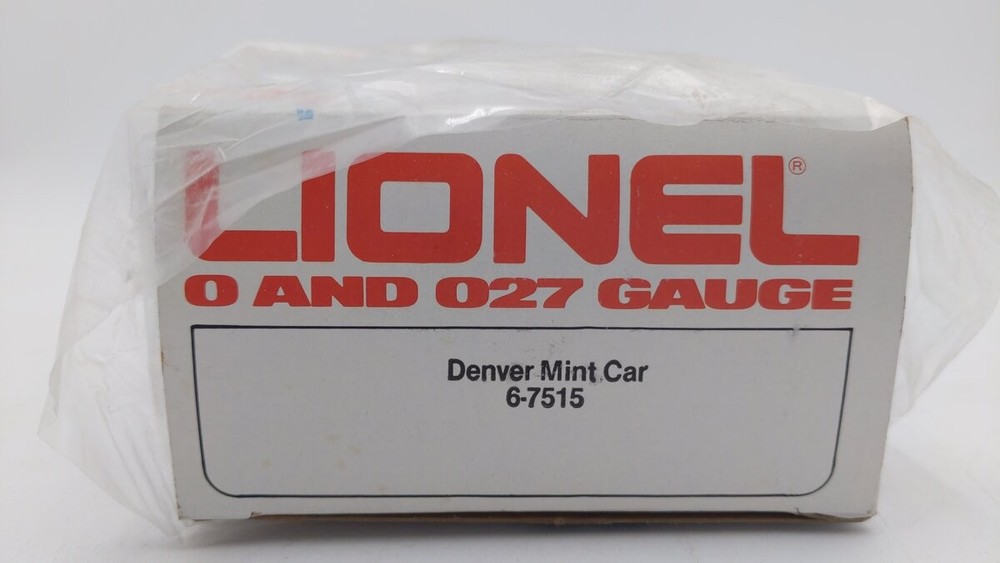 LIONEL®
O AND O27 GAUGE
Denver Mint Car
6-7515